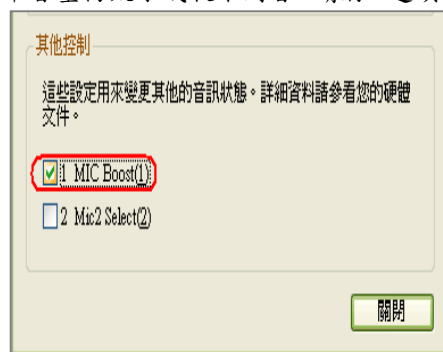 其他控制
這些設定用來變更其他的音訊狀態。詳細資料請參看您的硬體
文件。
1 MIC Boost(1)
2 Mic2 Select(2)
關閉